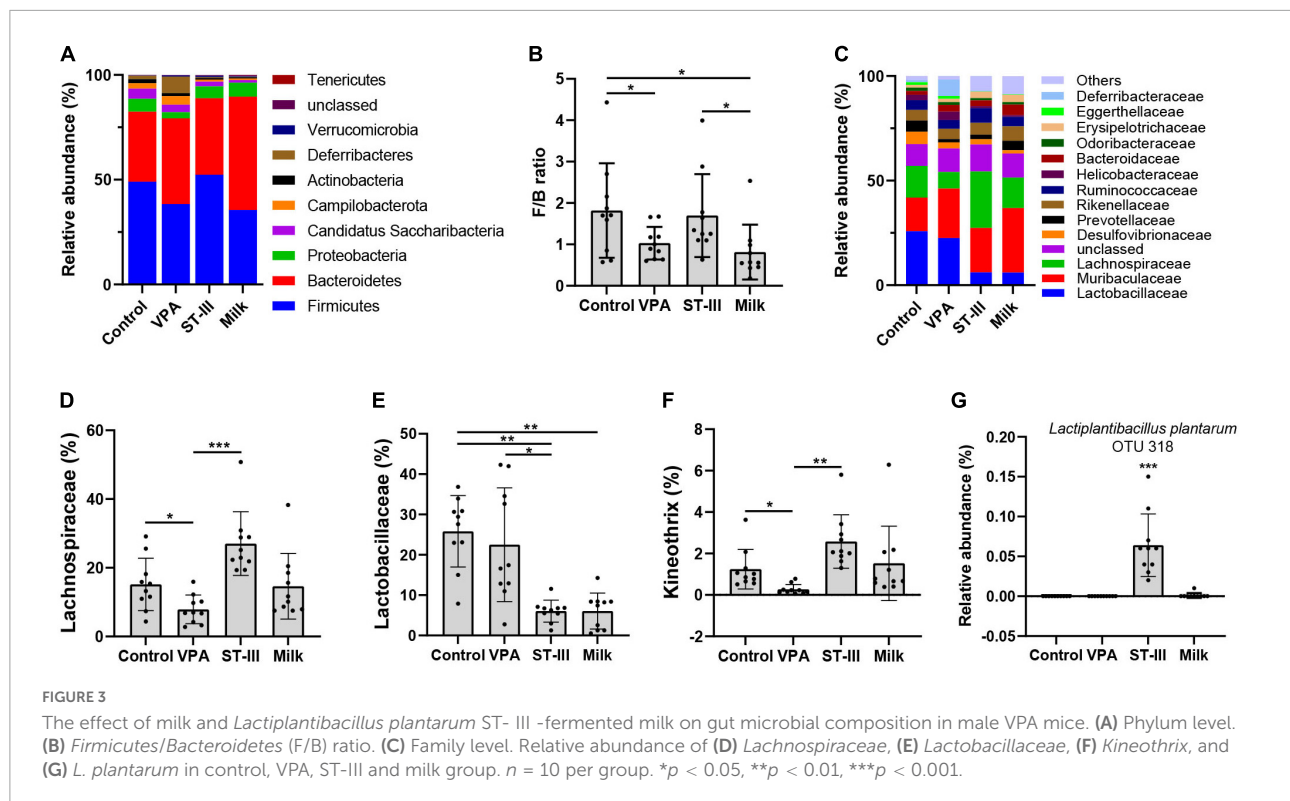 A
Relative abundance (%)
100
50
0
Control
VPA
ST-III
Milk
Tenericutes
unclassed
Verrucomicrobia
Deferribacteres
Actinobacteria
Campilobacterota
Candidatus Saccharibacteria
Proteobacteria
Bacteroidetes
Firmicutes
B
F/B ratio
5
4
3
2
1
0
*
*
*
Control VPA ST-III Milk
C
Relative abundance (%)
100
50
0
Control
VPA
ST-III
Milk
Others
Deferribacteraceae
Eggerthellaceae
Erysipelotrichaceae
Odoribacteraceae
Bacteroidaceae
Helicobacteraceae
Ruminococcaceae
Rikenellaceae
Prevotellaceae
Desulfovibrionaceae
unclassed
Lachnospiraceae
Muribaculaceae
Lactobacillaceae
D
Lachnospiraceae (%)
60
40
20
0
*
***
Control VPA ST-III Milk
E
Lactobacillaceae (%)
50
40
30
20
10
0
**
**
*
Control VPA ST-III Milk
F
Kineothrix (%)
8
6
4
2
0
-2
*
**
Control VPA ST-III Milk
G
Relative abundance (%)
0.20
0.15
0.10
0.05
0.00
-0.05
Lactiplantibacillus plantarum
OTU 318
***
Control VPA ST-III Milk
FIGURE 3
The effect of milk and Lactiplantibacillus plantarum ST- III -fermented milk on gut microbial composition in male VPA mice. (A) Phylum level.
(B) Firmicutes/Bacteroidetes (F/B) ratio. (C) Family level. Relative abundance of (D) Lachnospiraceae, (E) Lactobacillaceae, (F) Kineothrix, and
(G) L. plantarum in control, VPA, ST-III and milk group. n = 10 per group. *p < 0.05, **p < 0.01, ***p < 0.001.